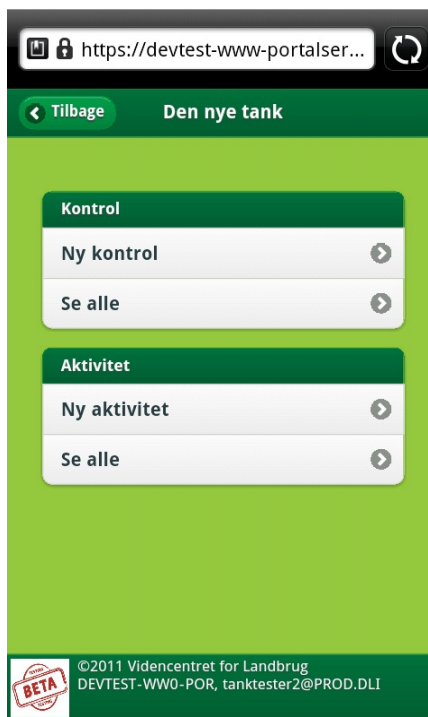 https://devtest-www-portalser...
Tilbage
Den nye tank
Kontrol
Ny kontrol
Se alle
Aktivitet
Ny aktivitet
Se alle
BETA
©2011 Videncentret for Landbrug
DEVTEST-WW0-POR, tanktester2@PROD.DLI